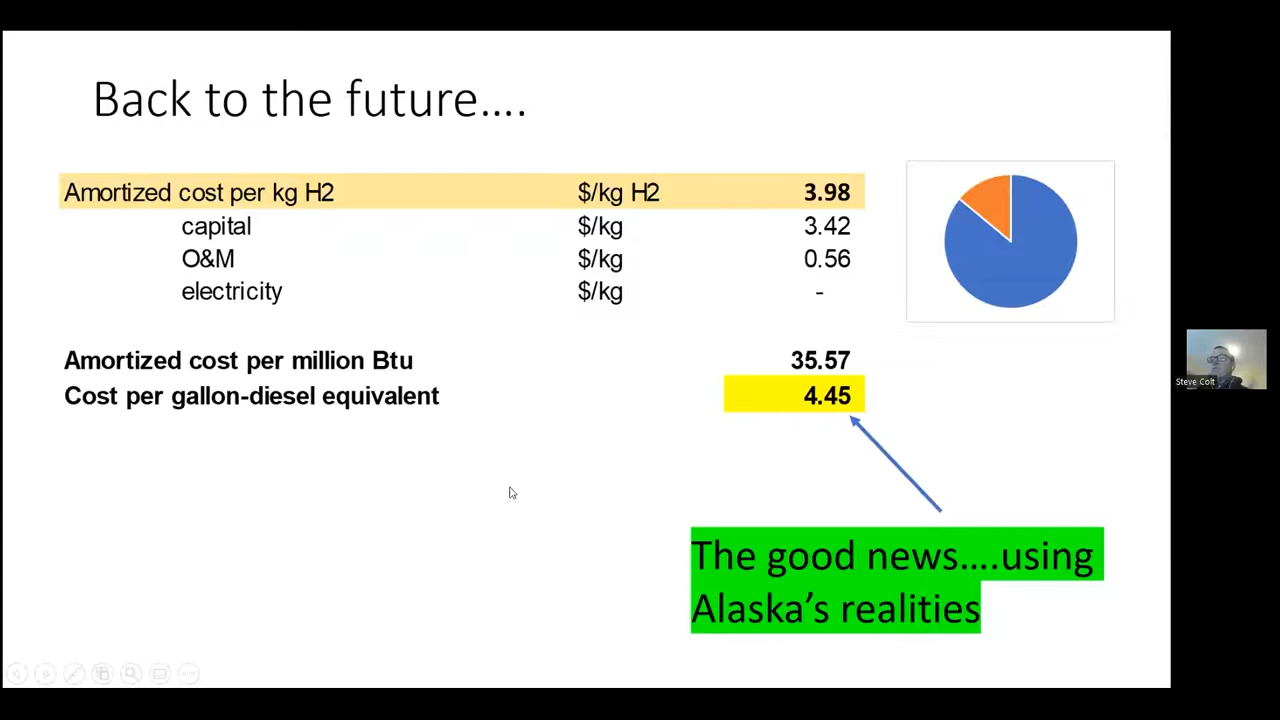 Back to the future....
Amortized cost per kg H2 $/kg H2 3.98
capital $/kg 3.42
O&M $/kg 0.56
electricity $/kg -
Amortized cost per million Btu 35.57
Cost per gallon-diesel equivalent 4.45
The good news....using
Alaska's realities
Steve Colt